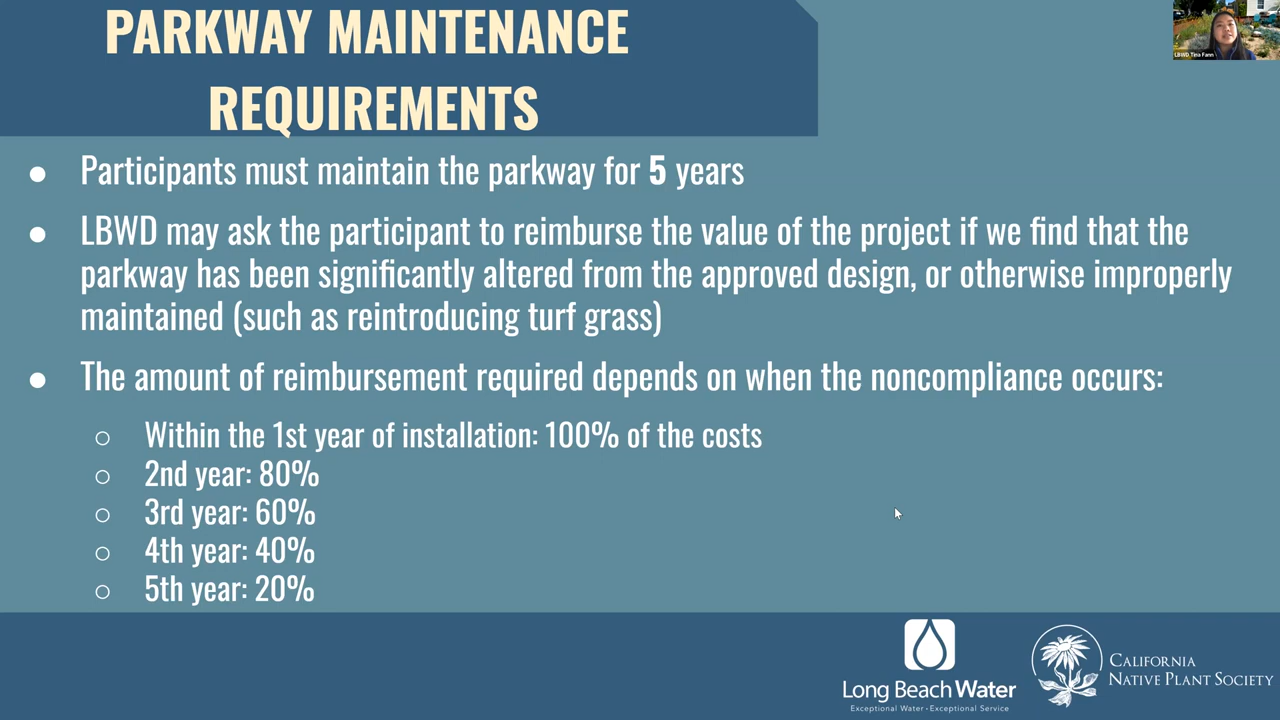 PARKWAY MAINTENANCE
REQUIREMENTS
LBWD Tina Fann
● Participants must maintain the parkway for 5 years
● LBWD may ask the participant to reimburse the value of the project if we find that the
parkway has been significantly altered from the approved design, or otherwise improperly
maintained (such as reintroducing turf grass)
● The amount of reimbursement required depends on when the noncompliance occurs:
○ Within the 1st year of installation: 100% of the costs
○ 2nd year: 80%
○ 3rd year: 60%
○ 4th year: 40%
○ 5th year: 20%
Long Beach Water
Exceptional Water • Exceptional Service
CALIFORNIA
NATIVE PLANT SOCIETY